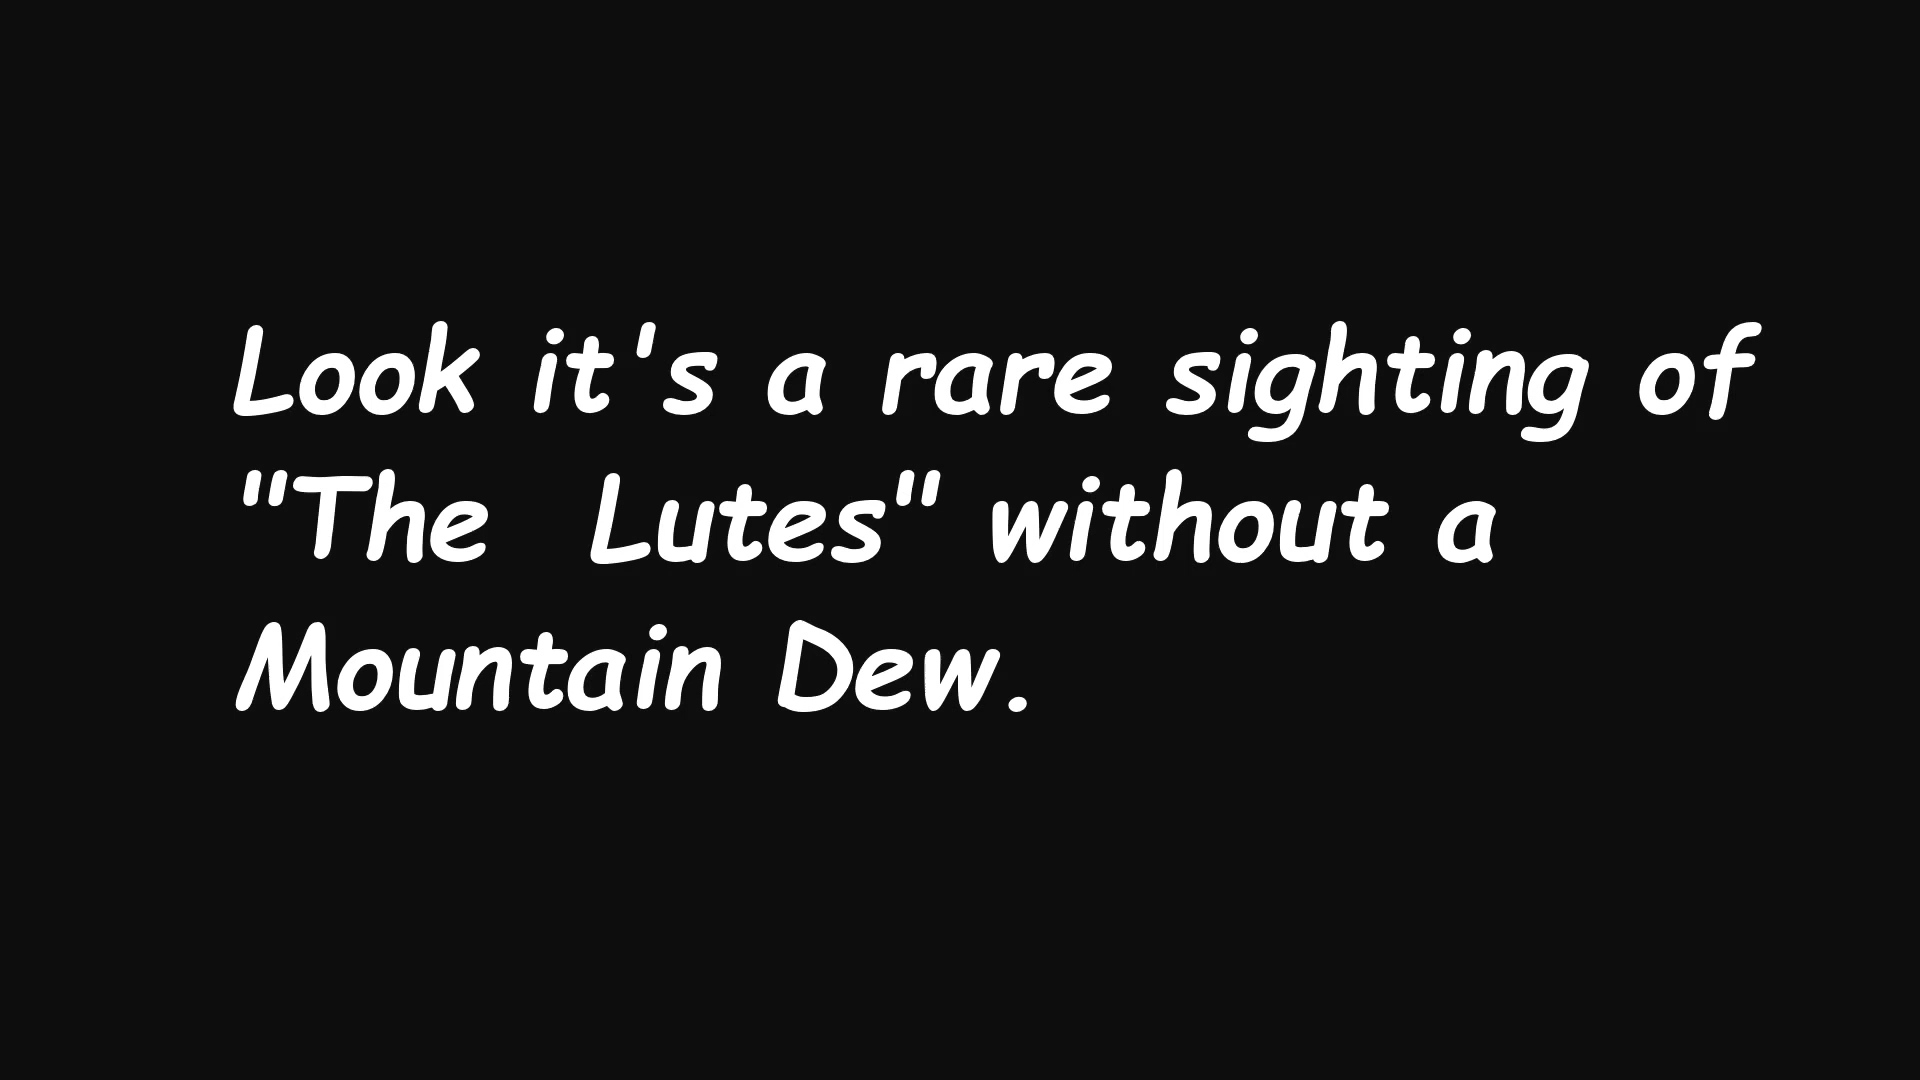 Look it's a rare sighting of
"The  Lutes" without a
Mountain Dew.